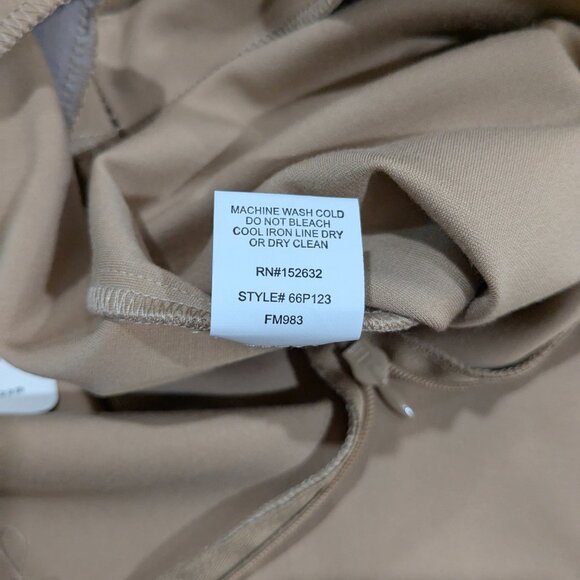 MACHINE WASH COLD
DO NOT BLEACH
COOL IRON LINE DRY
OR DRY CLEAN
RN#152632
STYLE# 66P123
FM983